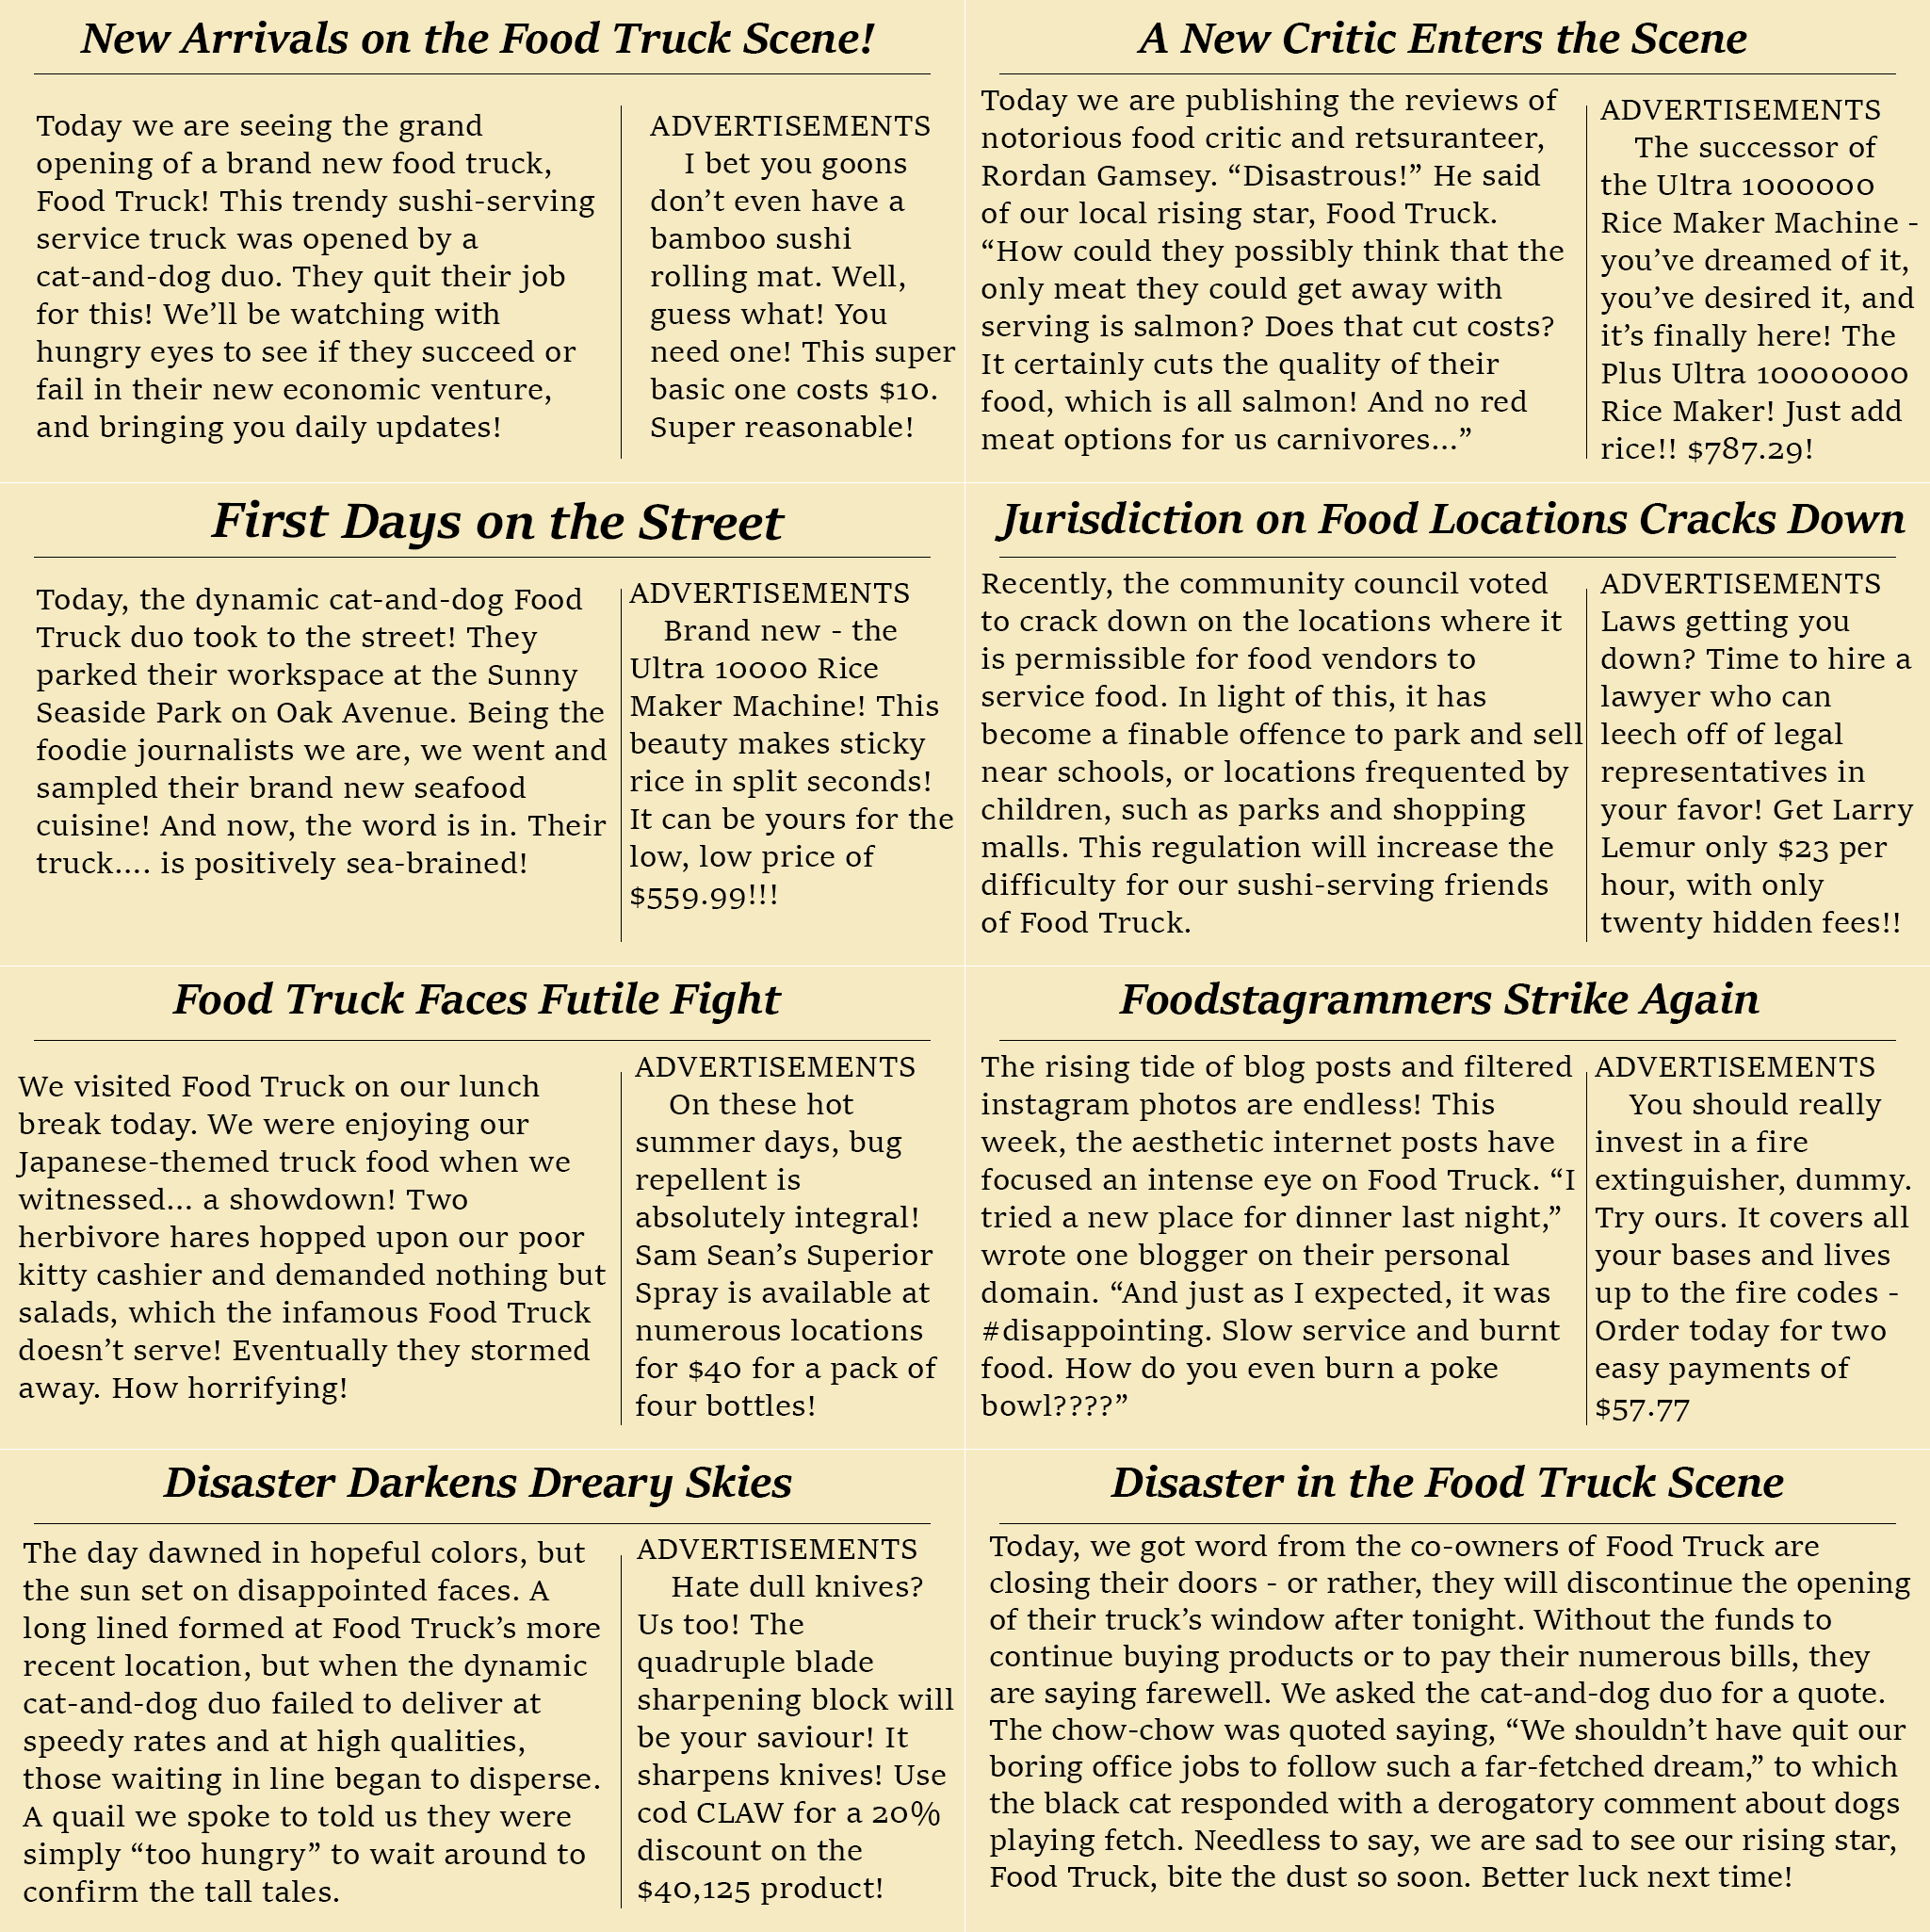 New Arrivals on the Food Truck Scene!
Today we are seeing the grand
opening of a brand new food truck,
Food Truck! This trendy sushi-serving
service truck was opened by a
cat-and-dog duo. They quit their job
for this! We’ll be watching with
hungry eyes to see if they succeed or
fail in their new economic venture,
and bringing you daily updates!
ADVERTISEMENTS
I bet you goons
don’t even have a
bamboo sushi
rolling mat. Well,
guess what! You
need one! This super
basic one costs $10.
Super reasonable!
A New Critic Enters the Scene
Today we are publishing the reviews of
notorious food critic and retsuranteer,
Rordan Gamsey. “Disastrous!” He said
of our local rising star, Food Truck.
“How could they possibly think that the
only meat they could get away with
serving is salmon? Does that cut costs?
It certainly cuts the quality of their
food, which is all salmon! And no red
meat options for us carnivores...”
ADVERTISEMENTS
The successor of
the Ultra 1000000
Rice Maker Machine -
you’ve dreamed of it,
you’ve desired it, and
it’s finally here! The
Plus Ultra 10000000
Rice Maker! Just add
rice!! $787.29!
First Days on the Street
Today, the dynamic cat-and-dog Food
Truck duo took to the street! They
parked their workspace at the Sunny
Seaside Park on Oak Avenue. Being the
foodie journalists we are, we went and
sampled their brand new seafood
cuisine! And now, the word is in. Their
truck.... is positively sea-brained!
ADVERTISEMENTS
Brand new - the
Ultra 10000 Rice
Maker Machine! This
beauty makes sticky
rice in split seconds!
It can be yours for the
low, low price of
$559.99!!!
Jurisdiction on Food Locations Cracks Down
Recently, the community council voted
to crack down on the locations where it
is permissible for food vendors to
service food. In light of this, it has
become a finable offence to park and sell
near schools, or locations frequented by
children, such as parks and shopping
malls. This regulation will increase the
difficulty for our sushi-serving friends
of Food Truck.
ADVERTISEMENTS
Laws getting you
down? Time to hire a
lawyer who can
leech off of legal
representatives in
your favor! Get Larry
Lemur only $23 per
hour, with only
twenty hidden fees!!
Food Truck Faces Futile Fight
We visited Food Truck on our lunch
break today. We were enjoying our
Japanese-themed truck food when we
witnessed... a showdown! Two
herbivore hares hopped upon our poor
kitty cashier and demanded nothing but
salads, which the infamous Food Truck
doesn’t serve! Eventually they stormed
away. How horrifying!
ADVERTISEMENTS
On these hot
summer days, bug
repellent is
absolutely integral!
Sam Sean’s Superior
Spray is available at
numerous locations
for $40 for a pack of
four bottles!
Foodstagrammers Strike Again
The rising tide of blog posts and filtered
instagram photos are endless! This
week, the aesthetic internet posts have
focused an intense eye on Food Truck. “I
tried a new place for dinner last night,”
wrote one blogger on their personal
domain. “And just as I expected, it was
#disappointing. Slow service and burnt
food. How do you even burn a poke
bowl????”
ADVERTISEMENTS
You should really
invest in a fire
extinguisher, dummy.
Try ours. It covers all
your bases and lives
up to the fire codes -
Order today for two
easy payments of
$57.77
Disaster Darkens Dreary Skies
The day dawned in hopeful colors, but
the sun set on disappointed faces. A
long lined formed at Food Truck’s more
recent location, but when the dynamic
cat-and-dog duo failed to deliver at
speedy rates and at high qualities,
those waiting in line began to disperse.
A quail we spoke to told us they were
simply “too hungry” to wait around to
confirm the tall tales.
ADVERTISEMENTS
Hate dull knives?
Us too! The
quadruple blade
sharpening block will
be your saviour! It
sharpens knives! Use
cod CLAW for a 20%
discount on the
$40,125 product!
Disaster in the Food Truck Scene
Today, we got word from the co-owners of Food Truck are
closing their doors - or rather, they will discontinue the opening
of their truck’s window after tonight. Without the funds to
continue buying products or to pay their numerous bills, they
are saying farewell. We asked the cat-and-dog duo for a quote.
The chow-chow was quoted saying, “We shouldn’t have quit our
boring office jobs to follow such a far-fetched dream,” to which
the black cat responded with a derogatory comment about dogs
playing fetch. Needless to say, we are sad to see our rising star,
Food Truck, bite the dust so soon. Better luck next time!